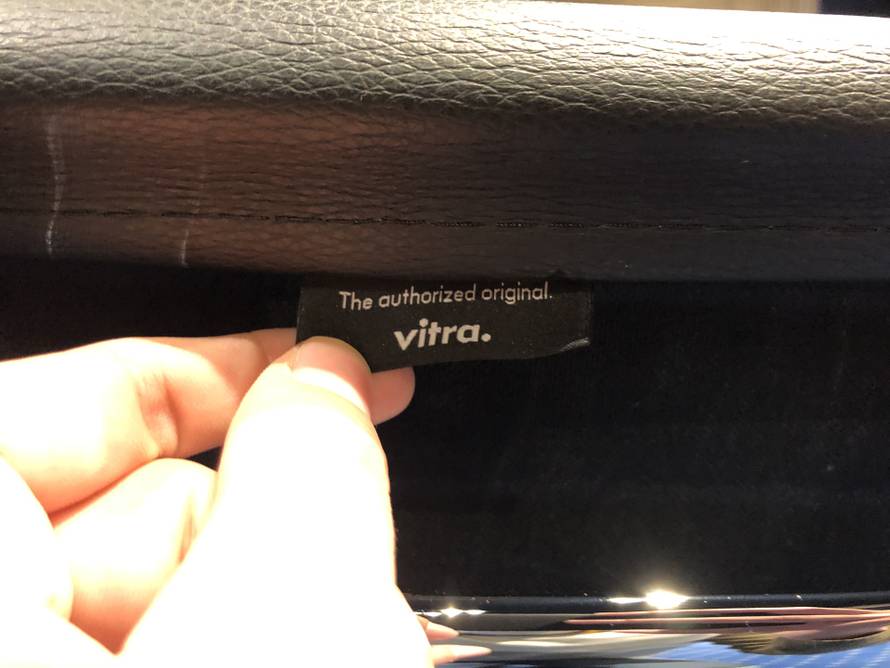 The authorized original.
vitra.